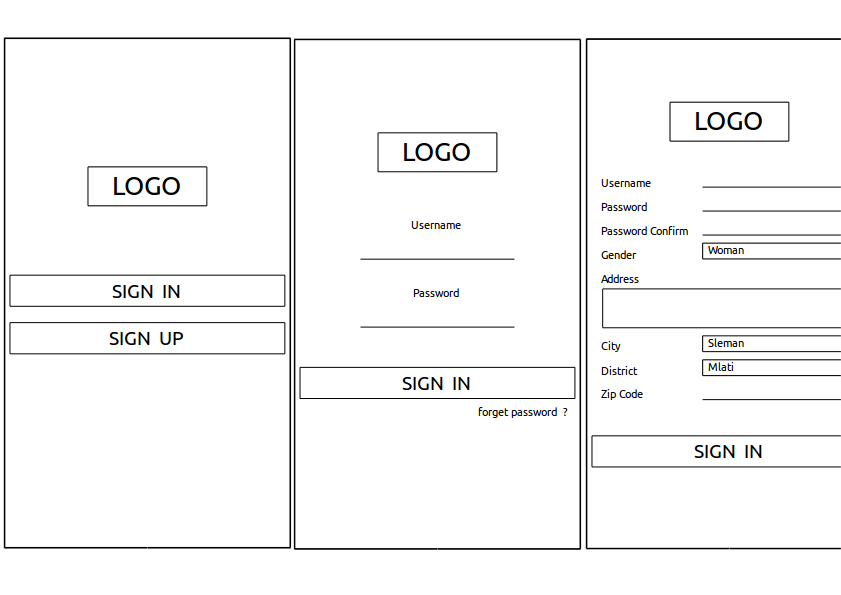 LOGO
SIGN IN
SIGN UP
LOGO
Username
Password
SIGN IN
forget password ?
LOGO
Username
Password
Password Confirm
Gender Woman
Address
City Sleman
District Mlati
Zip Code
SIGN IN